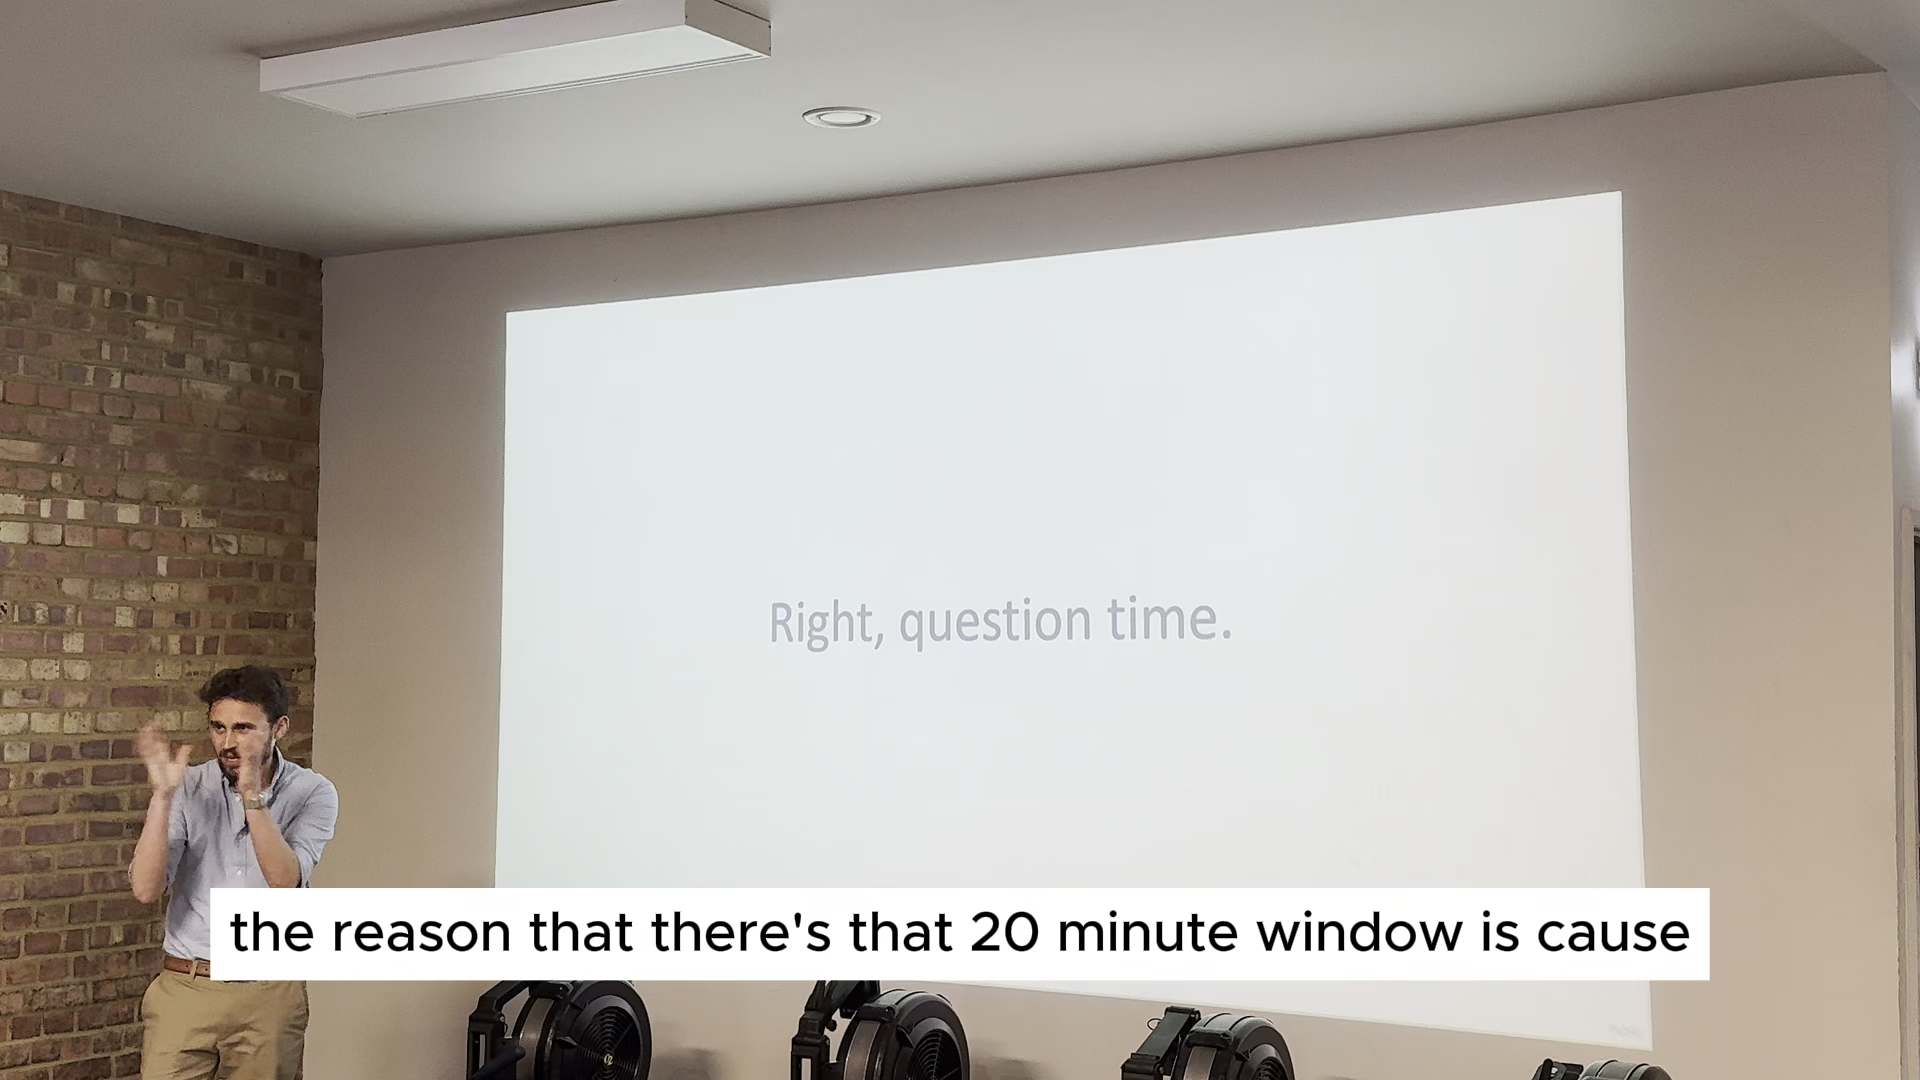 Right, question time.
the reason that there's that 20 minute window is cause